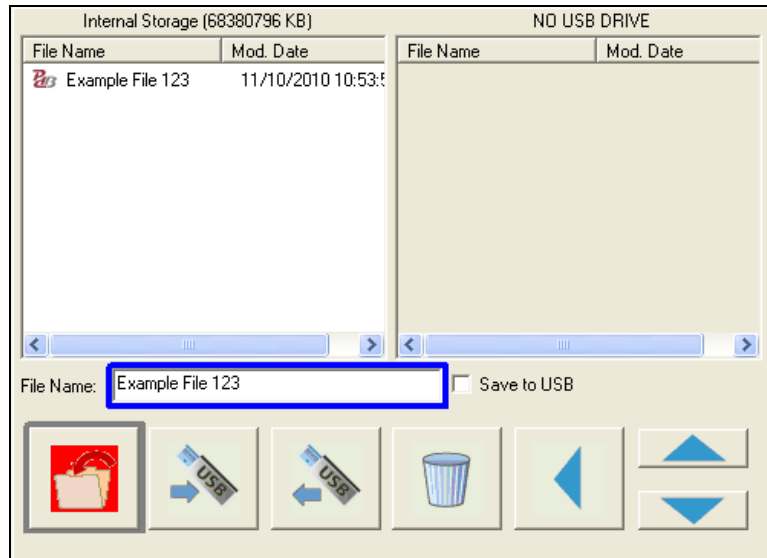 Internal Storage (68380796 KB)
NO USB DRIVE
File Name
Mod. Date
File Name
Mod. Date
Example File 123
11/10/2010 10:53:5
File Name:
Example File 123
Save to USB
USB
USB